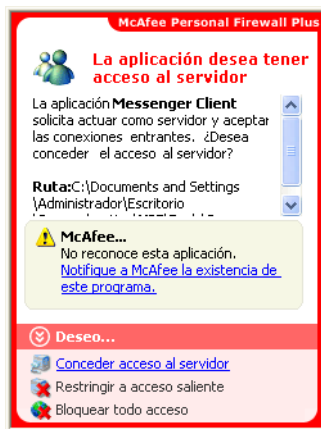 McAfee Personal Firewall Plus
La aplicación desea tener
acceso al servidor
La aplicación Messenger Client
solicita actuar como servidor y aceptar
las conexiones entrantes. ¿Desea
conceder el acceso al servidor?
Ruta:C:\Documents and Settings
\Administrador\Escritorio
McAfee...
No reconoce esta aplicación.
Notifique a McAfee la existencia de
este programa.
Deseo...
Conceder acceso al servidor
Restringir a acceso saliente
Bloquear todo acceso